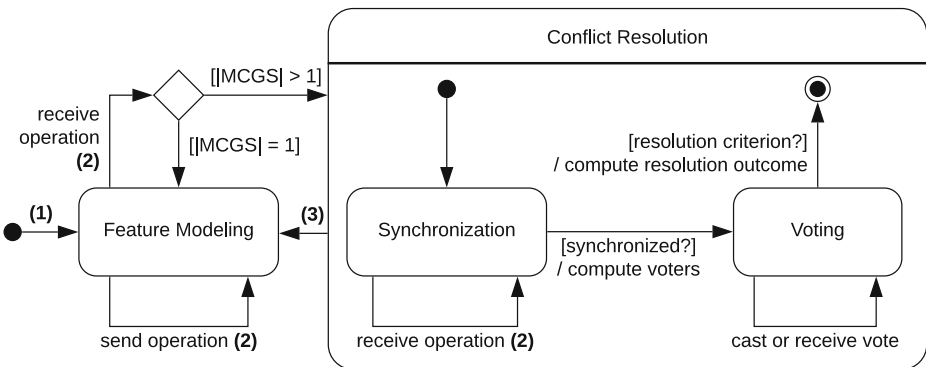 Conflict Resolution
[|MCGS| > 1]
receive
operation
(2)
[|MCGS| = 1]
[resolution criterion?]
/ compute resolution outcome
(1)
Feature Modeling
(3)
Synchronization
[synchronized?]
/ compute voters
Voting
send operation (2)
receive operation (2)
cast or receive vote